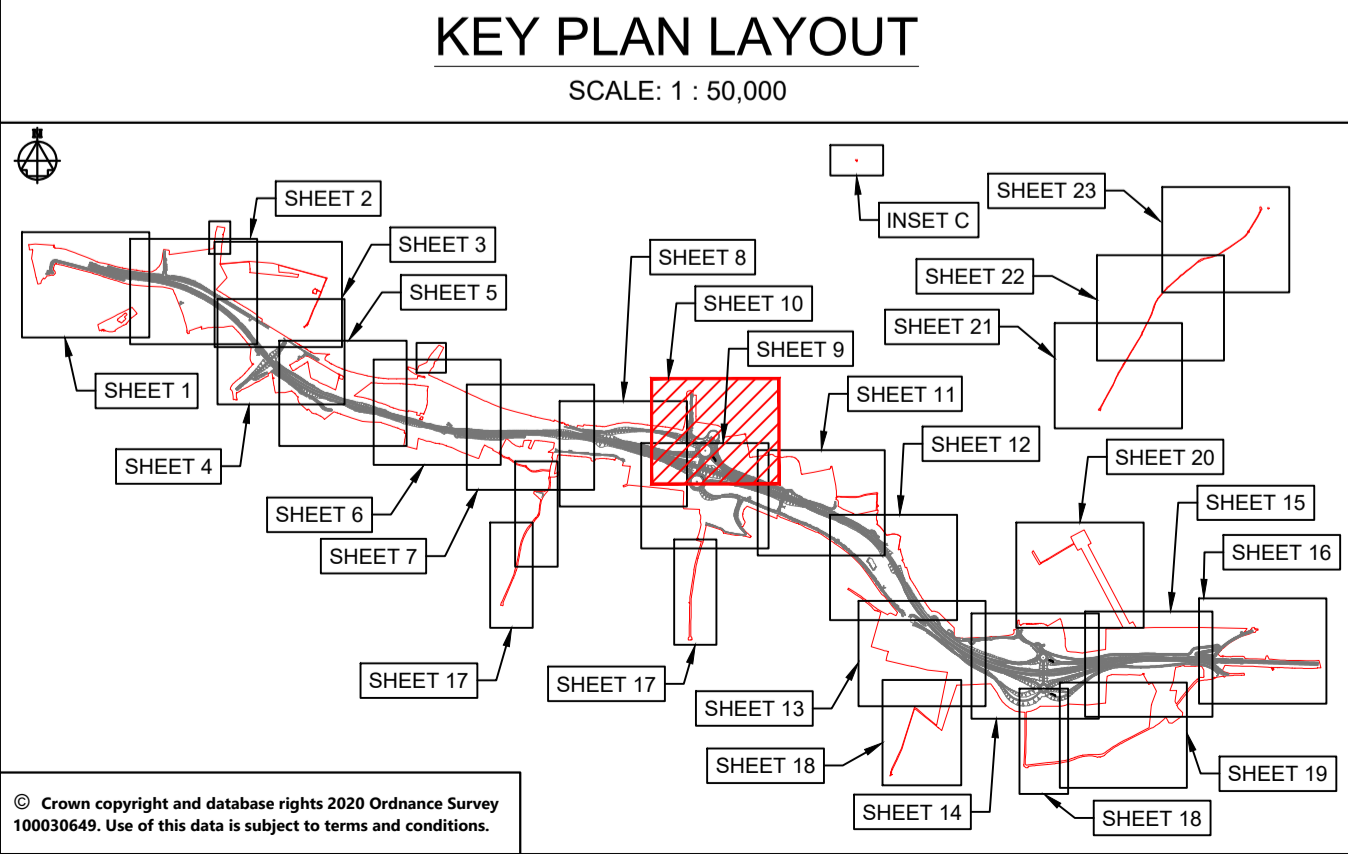 KEY PLAN LAYOUT
SCALE: 1 : 50,000
SHEET 2
SHEET 3
SHEET 5
SHEET 1
SHEET 4
SHEET 6
SHEET 7
SHEET 17
SHEET 8
SHEET 10
SHEET 9
SHEET 11
SHEET 12
SHEET 17
INSET C
SHEET 23
SHEET 22
SHEET 21
SHEET 20
SHEET 15
SHEET 16
SHEET 13
SHEET 18
SHEET 14
SHEET 18
SHEET 19
© Crown copyright and database rights 2020 Ordnance Survey
100030649. Use of this data is subject to terms and conditions.